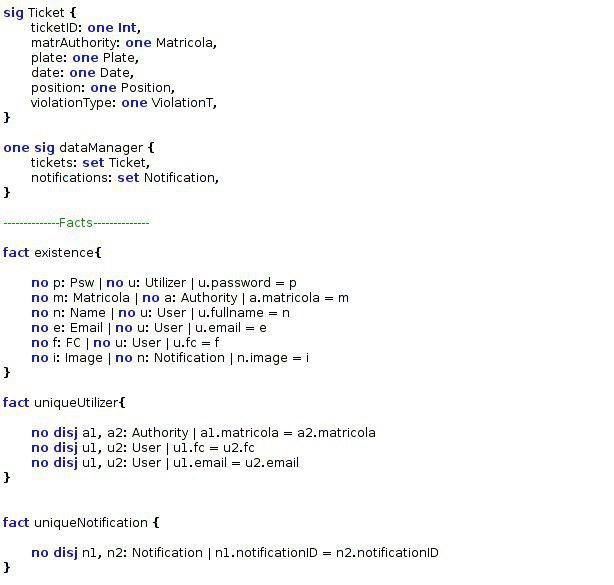 sig Ticket {
ticketID: one Int,
matrAuthority: one Matricola,
plate: one Plate,
date: one Date,
position: one Position,
violationType: one ViolationT,
}
one sig dataManager {
tickets: set Ticket,
notifications: set Notification,
}
--------------Facts--------------
fact existence{
no p: Psw | no u: Utilizer | u.password = p
no m: Matricola | no a: Authority | a.matricola = m
no n: Name | no u: User | u.fullname = n
no e: Email | no u: User | u.email = e
no f: FC | no u: User | u.fc = f
no i: Image | no n: Notification | n.image = i
}
fact uniqueUtilizer{
no disj a1, a2: Authority | a1.matricola = a2.matricola
no disj u1, u2: User | u1.fc = u2.fc
no disj u1, u2: User | u1.email = u2.email
}
fact uniqueNotification {
no disj n1, n2: Notification | n1.notificationID = n2.notificationID
}